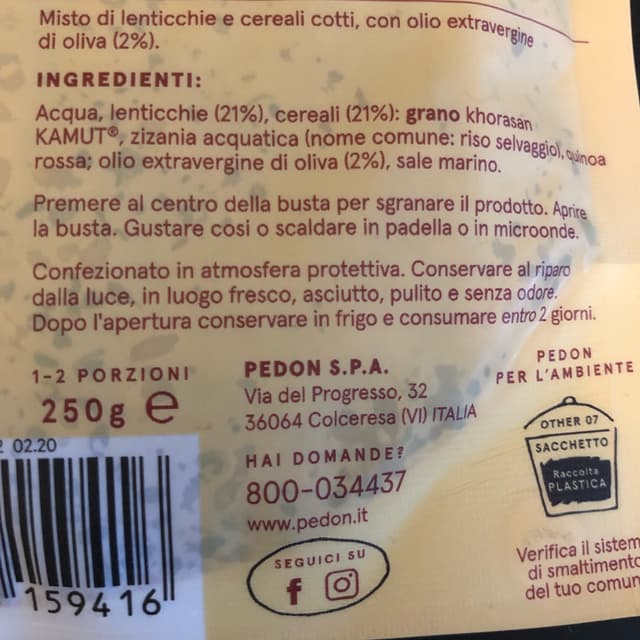 Misto di lenticchie e cereali cotti, con olio extravergine
di oliva (2%).
INGREDIENTI:
Acqua, lenticchie (21%), cereali (21%): grano khorasan
KAMUT®, zizania acquatica (nome comune: riso selvaggio), quinoa
rossa; olio extravergine di oliva (2%), sale marino.
Premere al centro della busta per sgranare il prodotto. Aprire
la busta. Gustare così o scaldare in padella o in microonde.
Confezionato in atmosfera protettiva. Conservare al riparo
dalla luce, in luogo fresco, asciutto, pulito e senza odore.
Dopo l'apertura conservare in frigo e consumare entro 2 giorni.
1-2 PORZIONI
250g e
02.20
159416
PEDON S.P.A.
Via del Progresso, 32
36064 Colceresa (VI) ITALIA
HAI DOMANDE?
800-034437
www.pedon.it
SEGUICI SU
f
PEDON
PER L'AMBIENTE
OTHER 07
SACCHETTO
Raccolta
PLASTICA
Verifica il sistem
di smaltimento
del tuo comun